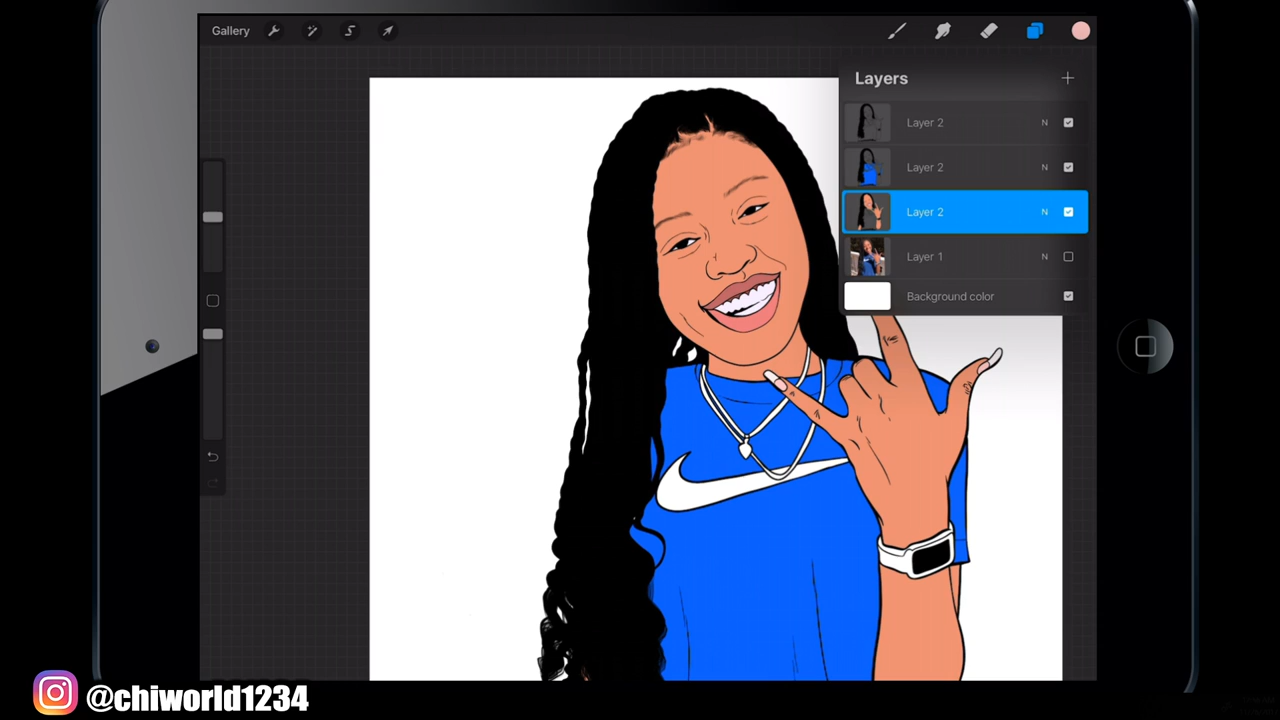 Gallery
Layers
Layer 2 N
Layer 2 N
Layer 2 N
Layer 1 N
Background color
@chiworld1234